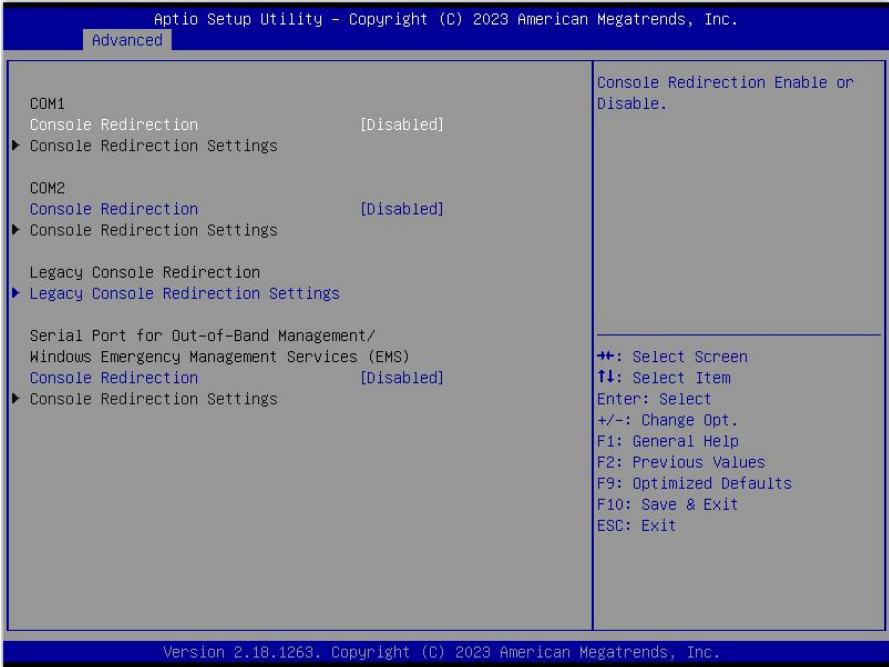 Aptio Setup Utility – Copyright (C) 2023 American Megatrends, Inc.
Advanced
COM1
Console Redirection [Disabled]
Console Redirection Settings
COM2
Console Redirection [Disabled]
Console Redirection Settings
Legacy Console Redirection
Legacy Console Redirection Settings
Serial Port for Out-of-Band Management/
Windows Emergency Management Services (EMS)
Console Redirection [Disabled]
Console Redirection Settings
Console Redirection Enable or
Disable.
→←: Select Screen
↑↓: Select Item
Enter: Select
+/-: Change Opt.
F1: General Help
F2: Previous Values
F9: Optimized Defaults
F10: Save & Exit
ESC: Exit
Version 2.18.1263. Copyright (C) 2023 American Megatrends, Inc.